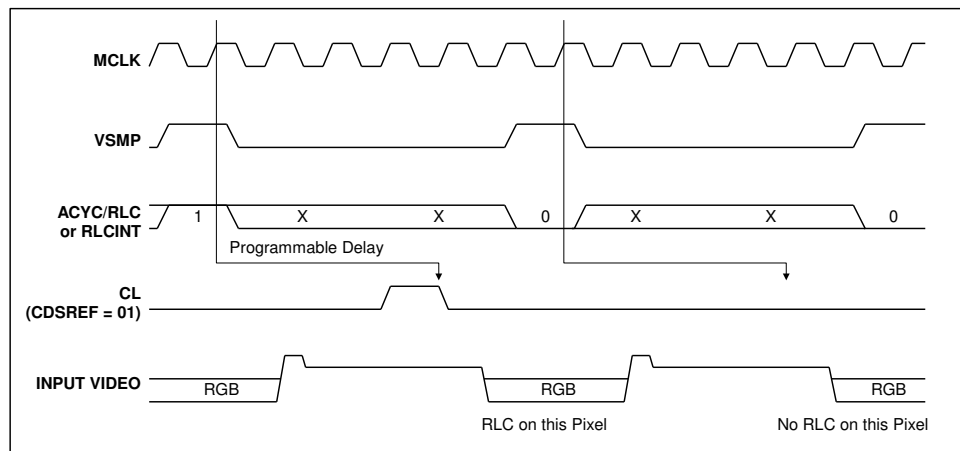 MCLK
VSMP
ACYC/RLC
or RLCINT
1 X X 0 X X 0
Programmable Delay
CL
(CDSREF = 01)
INPUT VIDEO
RGB RGB RGB
RLC on this Pixel No RLC on this Pixel